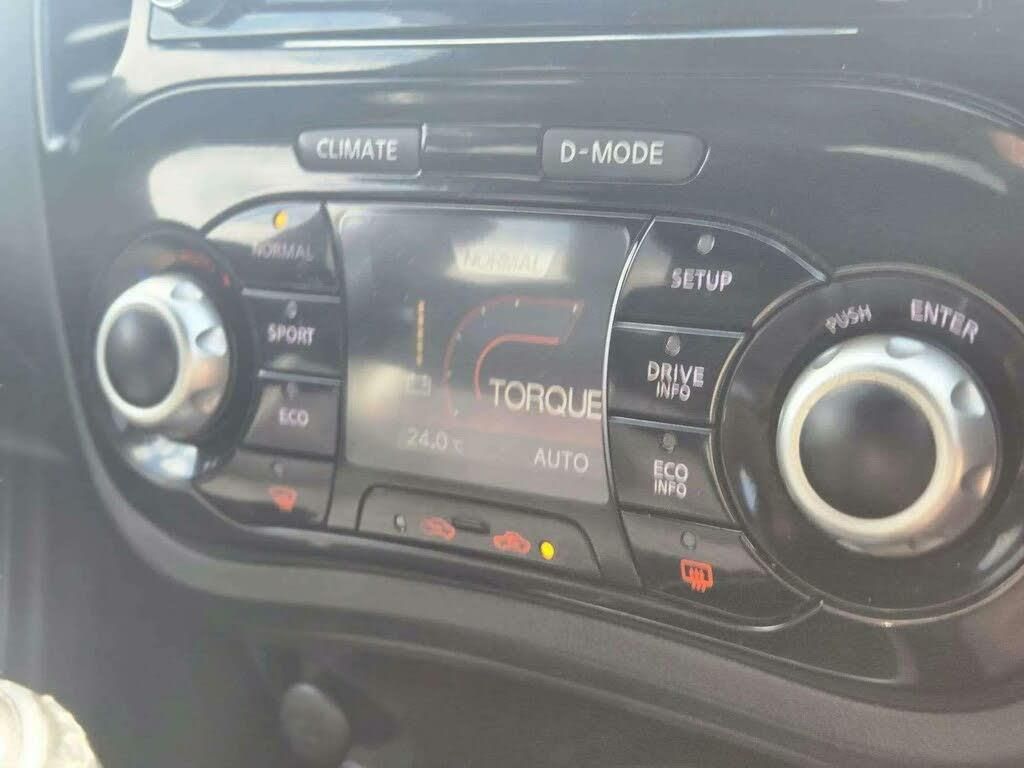 CLIMATE
D-MODE
NORMAL
SPORT
ECO
NORMAL
TORQUE
24.0 °C
AUTO
SETUP
DRIVE
INFO
ECO
INFO
PUSH ENTER